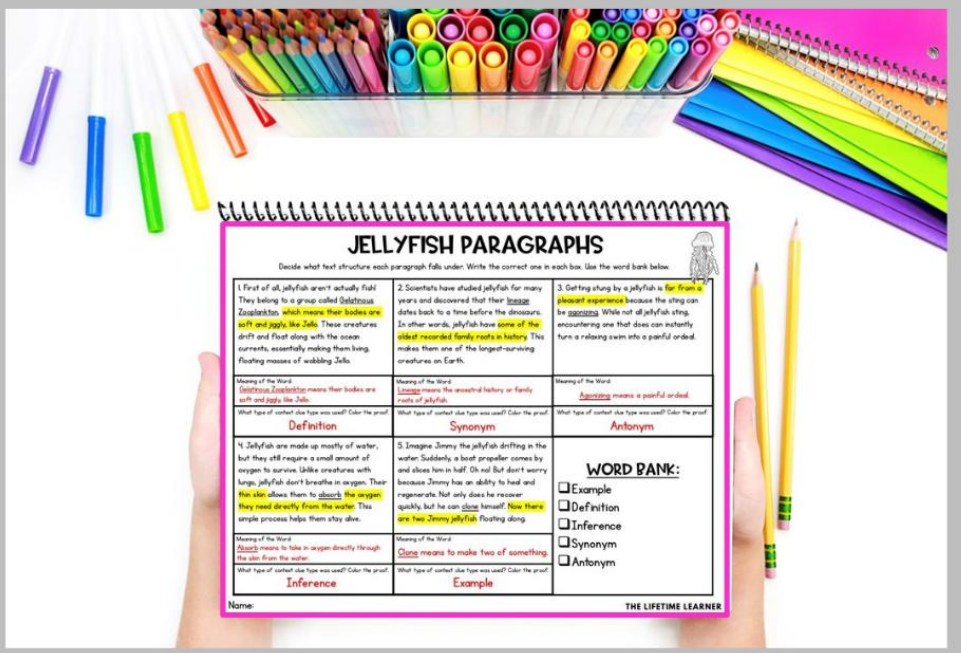 JELLYFISH PARAGRAPHS
Decide what text structure each paragraph falls under. Write the correct one in each box. Use the word bank below.
1. First of all, jellyfish aren't actually fish!
They belong to a group called Gelatinous
Zooplankton, which means their bodies are
soft and jiggly, like Jello. These creatures
drift and float along with the ocean
currents, essentially making them living,
floating masses of wobbling Jello.
Meaning of the Word:
Gelatinous Zooplankton means their bodies are
soft and jiggly, like Jello.
What type of context clue type was used? Color the proof.
Definition
2. Scientists have studied jellyfish for many
years and discovered that their lineage
dates back to a time before the dinosaurs.
In other words, jellyfish have some of the
oldest recorded family roots in history. This
makes them one of the longest-surviving
creatures on Earth.
Meaning of the Word:
Lineage means the ancestral history or family
roots of jellyfish.
What type of context clue type was used? Color the proof.
Synonym
3. Getting stung by a jellyfish is far from a
pleasant experience because the sting can
be agonizing. While not all jellyfish sting,
encountering one that does can instantly
turn a relaxing swim into a painful ordeal.
Meaning of the Word:
Agonizing means a painful ordeal.
What type of context clue type was used? Color the proof.
Antonym
4. Jellyfish are made up mostly of water,
but they still require a small amount of
oxygen to survive. Unlike creatures with
lungs, jellyfish don't breathe in oxygen. Their
thin skin allows them to absorb the oxygen
they need directly from the water. This
simple process helps them stay alive.
Meaning of the Word:
Absorb means to take in oxygen directly through
the skin from the water.
What type of context clue type was used? Color the proof.
Inference
5. Imagine Jimmy the jellyfish drifting in the
water. Suddenly, a boat propeller comes by
and slices him in half. Oh no! But don't worry
because Jimmy has an ability to heal and
regenerate. Not only does he recover
quickly, but he can clone himself. Now there
are two Jimmy jellyfish floating along.
Meaning of the Word:
Clone means to make two of something.
What type of context clue type was used? Color the proof.
Example
WORD BANK:
Example
Definition
Inference
Synonym
Antonym
Name:
THE LIFETIME LEARNER